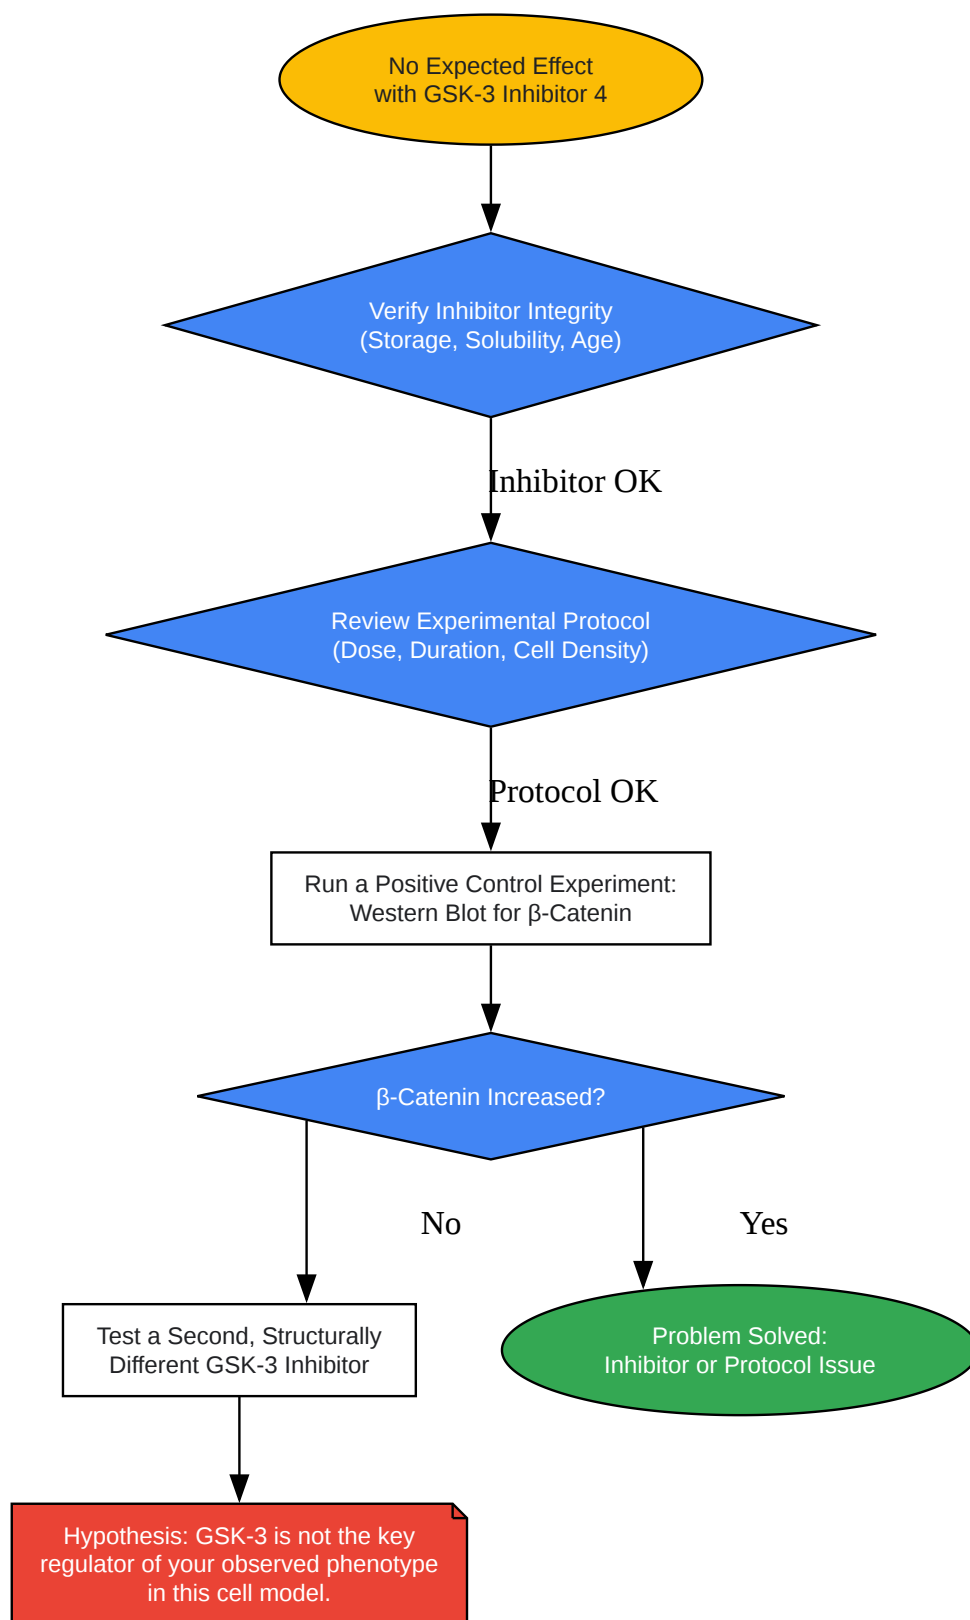 No Expected Effect
with GSK-3 Inhibitor 4
Verify Inhibitor Integrity
(Storage, Solubility, Age)
Inhibitor OK
Review Experimental Protocol
(Dose, Duration, Cell Density)
Protocol OK
Run a Positive Control Experiment:
Western Blot for β-Catenin
β-Catenin Increased?
No
Yes
Test a Second, Structurally
Different GSK-3 Inhibitor
Problem Solved:
Inhibitor or Protocol Issue
Hypothesis: GSK-3 is not the key
regulator of your observed phenotype
in this cell model.